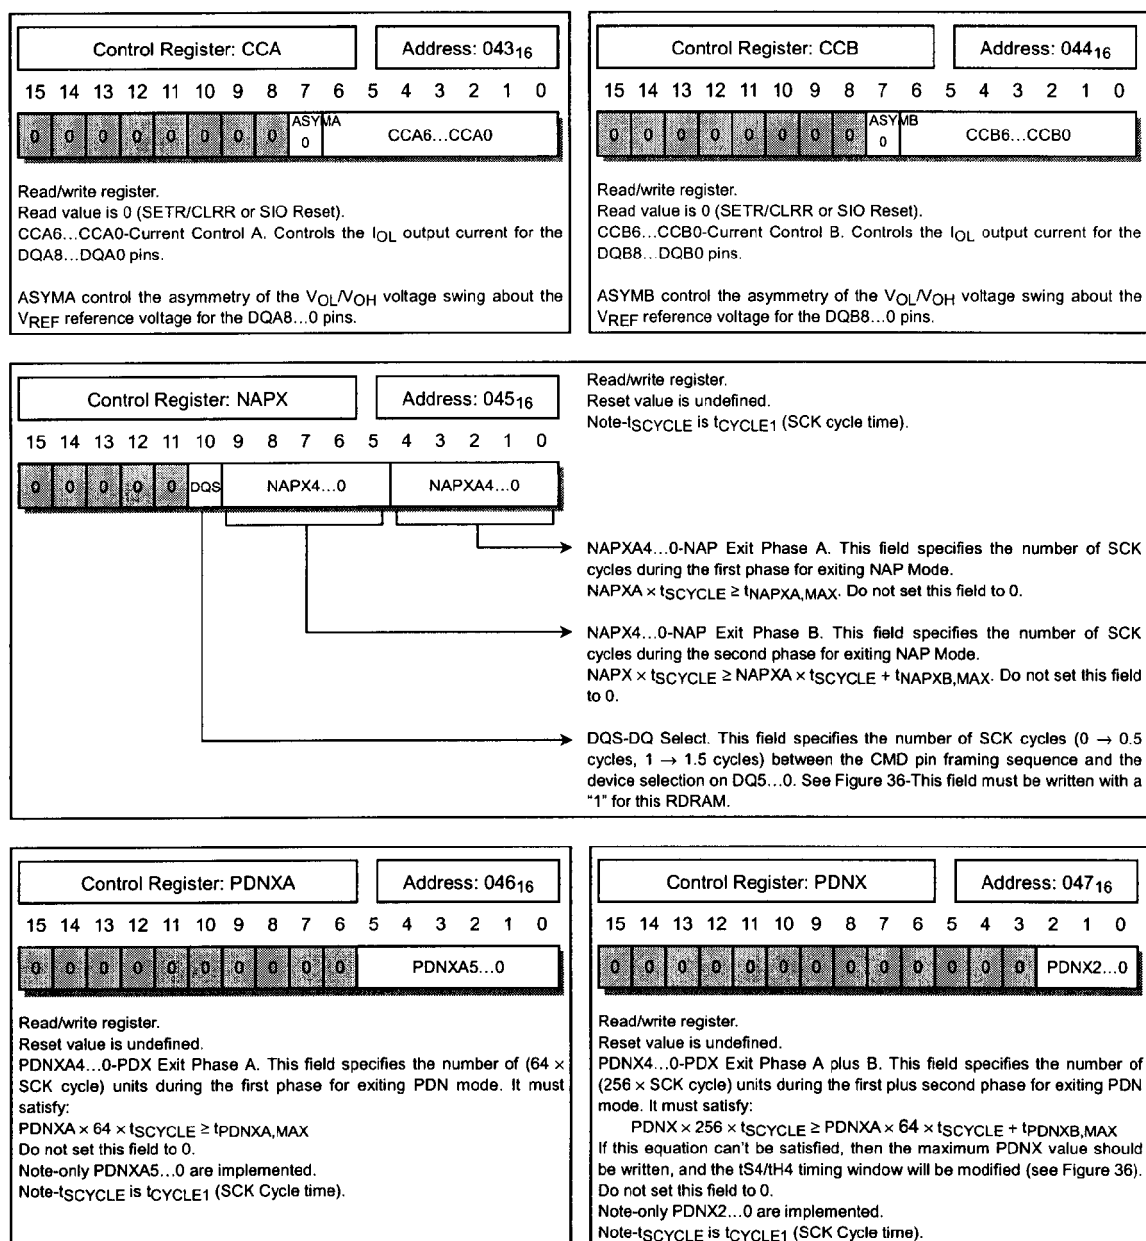 Control Register: CCA
Address: 043₁₆
15 14 13 12 11 10 9 8 7 6 5 4 3 2 1 0
0 0 0 0 0 0 0 0 ASYMA 0 CCA6...CCA0
Read/write register.
Read value is 0 (SETR/CLRR or SIO Reset).
CCA6...CCA0-Current Control A. Controls the IOL output current for the
DQA8...DQA0 pins.
ASYMA control the asymmetry of the VOL/VOH voltage swing about the
VREF reference voltage for the DQA8...0 pins.
Control Register: CCB
Address: 044₁₆
15 14 13 12 11 10 9 8 7 6 5 4 3 2 1 0
0 0 0 0 0 0 0 0 ASYMB 0 CCB6...CCB0
Read/write register.
Read value is 0 (SETR/CLRR or SIO Reset).
CCB6...CCB0-Current Control B. Controls the IOL output current for the
DQB8...DQB0 pins.
ASYMB control the asymmetry of the VOL/VOH voltage swing about the
VREF reference voltage for the DQB8...0 pins.
Control Register: NAPX
Address: 045₁₆
15 14 13 12 11 10 9 8 7 6 5 4 3 2 1 0
0 0 0 0 0 DQS NAPX4...0 NAPXA4...0
Read/write register.
Reset value is undefined.
Note-tSCYCLE is tCYCLE1 (SCK cycle time).
NAPXA4...0-NAP Exit Phase A. This field specifies the number of SCK
cycles during the first phase for exiting NAP Mode.
NAPXA × tSCYCLE ≥ tNAPXA,MAX. Do not set this field to 0.
NAPX4...0-NAP Exit Phase B. This field specifies the number of SCK
cycles during the second phase for exiting NAP Mode.
NAPX × tSCYCLE ≥ NAPXA × tSCYCLE + tNAPXB,MAX. Do not set this field
to 0.
DQS-DQ Select. This field specifies the number of SCK cycles (0 → 0.5
cycles, 1 → 1.5 cycles) between the CMD pin framing sequence and the
device selection on DQ5...0. See Figure 36-This field must be written with a
"1" for this RDRAM.
Control Register: PDNXA
Address: 046₁₆
15 14 13 12 11 10 9 8 7 6 5 4 3 2 1 0
0 0 0 0 0 0 0 0 0 0 PDNXA5...0
Read/write register.
Reset value is undefined.
PDNXA4...0-PDX Exit Phase A. This field specifies the number of (64 ×
SCK cycle) units during the first phase for exiting PDN mode. It must
satisfy:
PDNXA × 64 × tSCYCLE ≥ tPDNXA,MAX
Do not set this field to 0.
Note-only PDNXA5...0 are implemented.
Note-tSCYCLE is tCYCLE1 (SCK Cycle time).
Control Register: PDNX
Address: 047₁₆
15 14 13 12 11 10 9 8 7 6 5 4 3 2 1 0
0 0 0 0 0 0 0 0 0 0 0 0 0 PDNX2...0
Read/write register.
Reset value is undefined.
PDNX4...0-PDX Exit Phase A plus B. This field specifies the number of
(256 × SCK cycle) units during the first plus second phase for exiting PDN
mode. It must satisfy:
PDNX × 256 × tSCYCLE ≥ PDNXA × 64 × tSCYCLE + tPDNXB,MAX
If this equation can't be satisfied, then the maximum PDNX value should
be written, and the tS4/tH4 timing window will be modified (see Figure 36).
Do not set this field to 0.
Note-only PDNX2...0 are implemented.
Note-tSCYCLE is tCYCLE1 (SCK Cycle time).